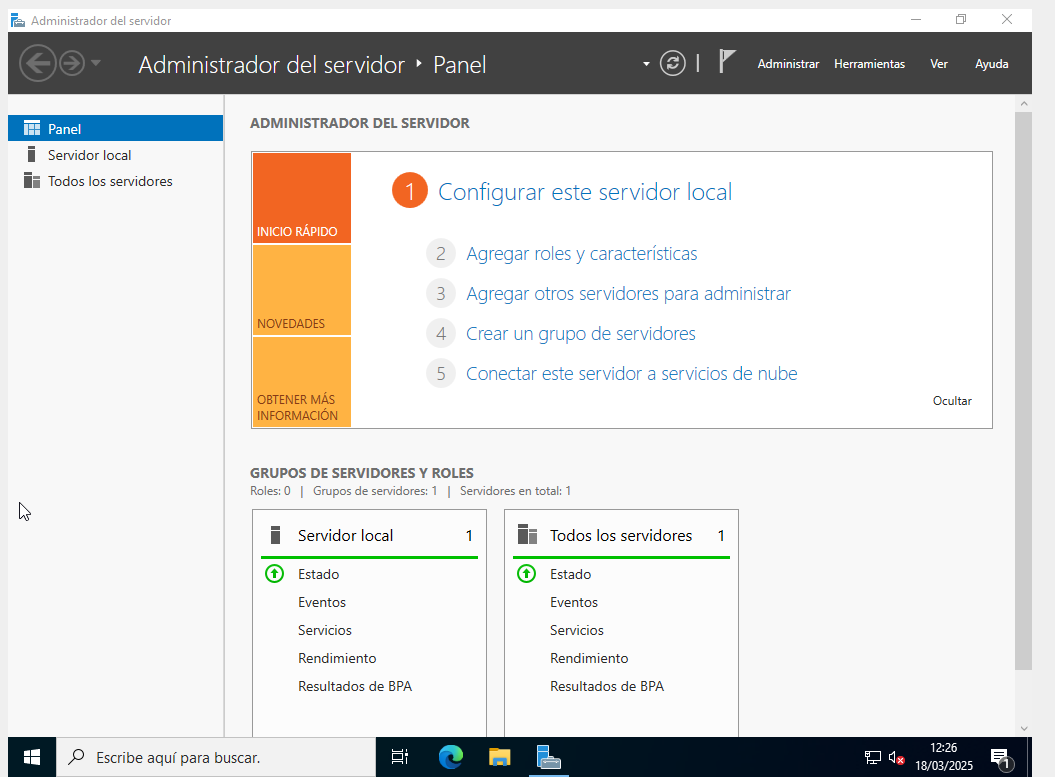 Administrador del servidor
Administrador del servidor Panel
Administrar Herramientas Ver Ayuda
Panel
Servidor local
Todos los servidores
ADMINISTRADOR DEL SERVIDOR
INICIO RÁPIDO
NOVEDADES
OBTENER MÁS
INFORMACIÓN
1 Configurar este servidor local
2 Agregar roles y características
3 Agregar otros servidores para administrar
4 Crear un grupo de servidores
5 Conectar este servidor a servicios de nube
Ocultar
GRUPOS DE SERVIDORES Y ROLES
Roles: 0 | Grupos de servidores: 1 | Servidores en total: 1
Servidor local 1
Estado
Eventos
Servicios
Rendimiento
Resultados de BPA
Todos los servidores 1
Estado
Eventos
Servicios
Rendimiento
Resultados de BPA
Escribe aquí para buscar.
12:26
18/03/2025
1